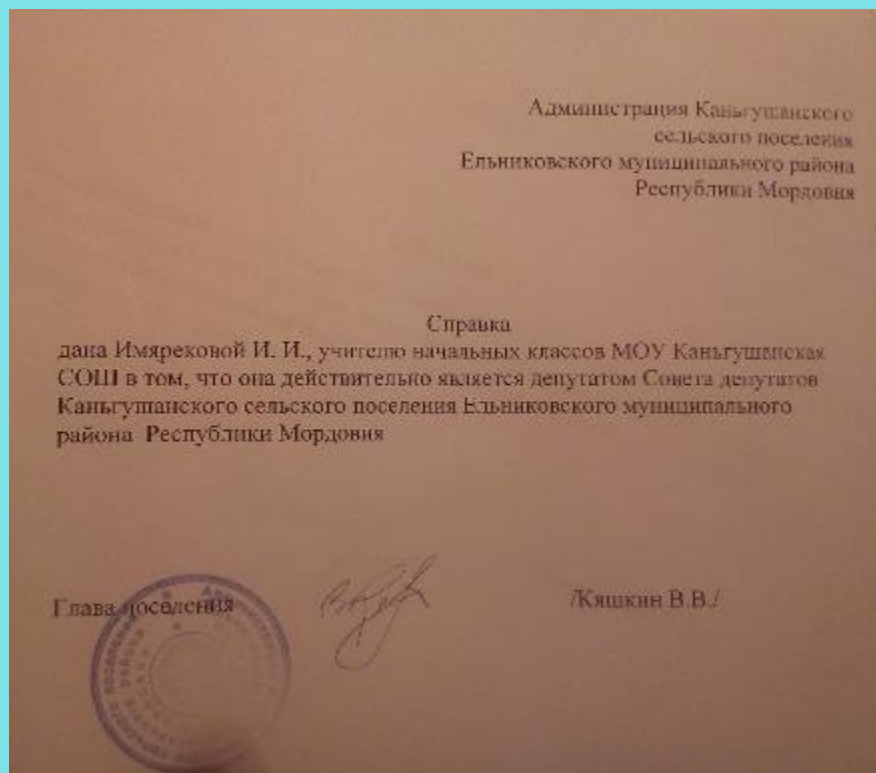 Администрация Каньгушанского
сельского поселения
Ельниковского муниципального района
Республики Мордовия
Справка
дана Имярековой И. И., учителю начальных классов МОУ Каньгушанская
СОШ в том, что она действительно является депутатом Совета депутатов
Каньгушанского сельского поселения Ельниковского муниципального
района Республики Мордовия
Глава поселения /Кяшкин В.В./